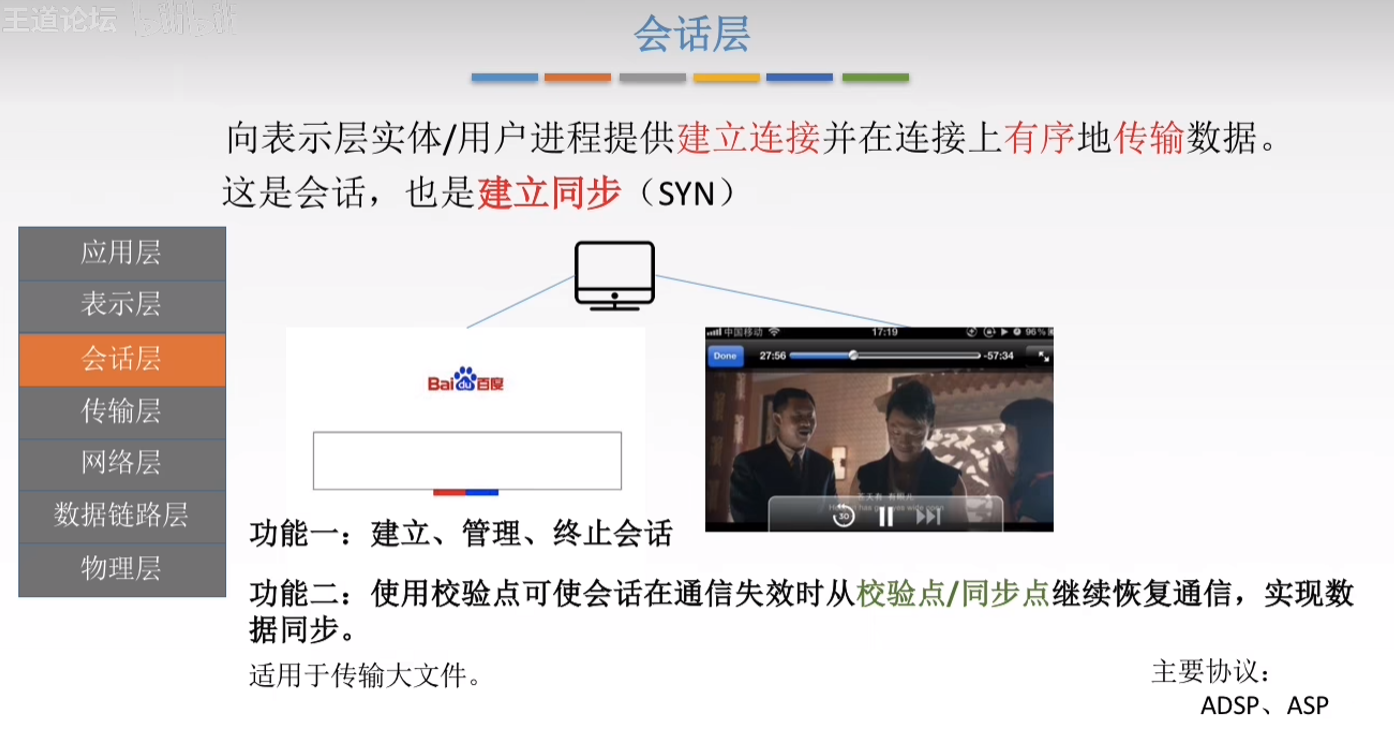 王道论坛
会话层
向表示层实体/用户进程提供建立连接并在连接上有序地传输数据。
这是会话，也是建立同步（SYN）
应用层
表示层
会话层
传输层
网络层
数据链路层
物理层
Bai du 百度
中国移动
17:19
96%
Done
27:56
-57:34
30
功能一：建立、管理、终止会话
功能二：使用校验点可使会话在通信失效时从校验点/同步点继续恢复通信，实现数
据同步。
适用于传输大文件。
主要协议：
ADSP、ASP